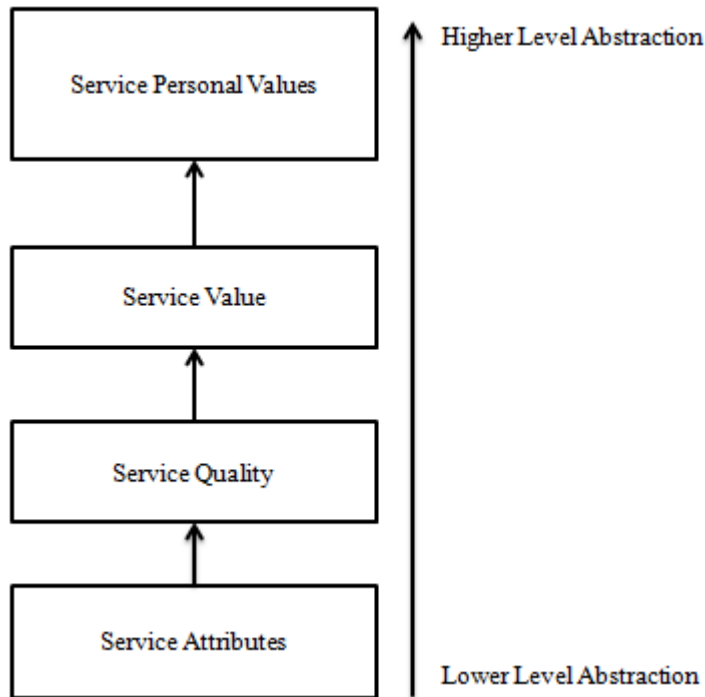 Higher Level Abstraction
Service Personal Values
Service Value
Service Quality
Service Attributes
Lower Level Abstraction